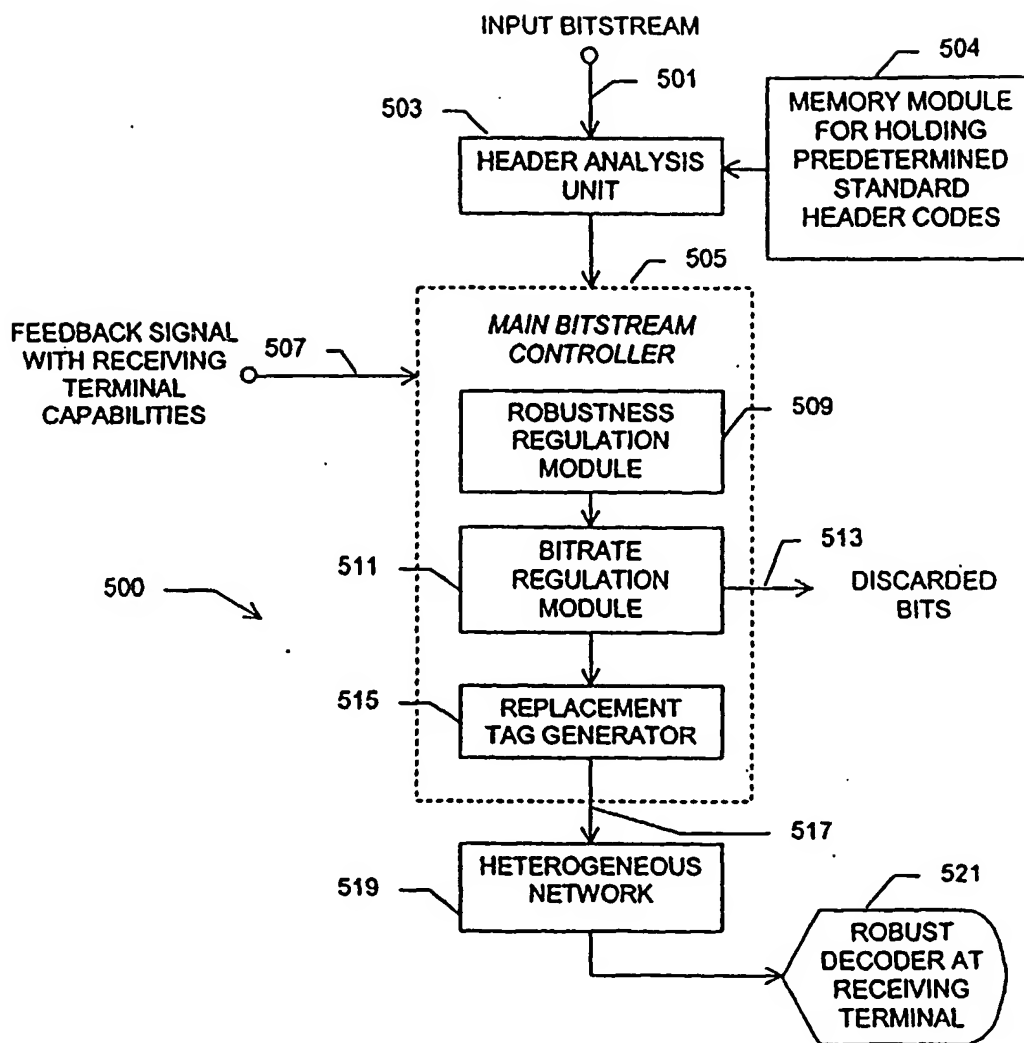 INPUT BITSTREAM
501
503
504
HEADER ANALYSIS
UNIT
MEMORY MODULE
FOR HOLDING
PREDETERMINED
STANDARD
HEADER CODES
505
FEEDBACK SIGNAL
WITH RECEIVING
TERMINAL
CAPABILITIES
507
MAIN BITSTREAM
CONTROLLER
ROBUSTNESS
REGULATION
MODULE
509
511
BITRATE
REGULATION
MODULE
513
DISCARDED
BITS
500
515
REPLACEMENT
TAG GENERATOR
517
HETEROGENEOUS
NETWORK
519
521
ROBUST
DECODER AT
RECEIVING
TERMINAL